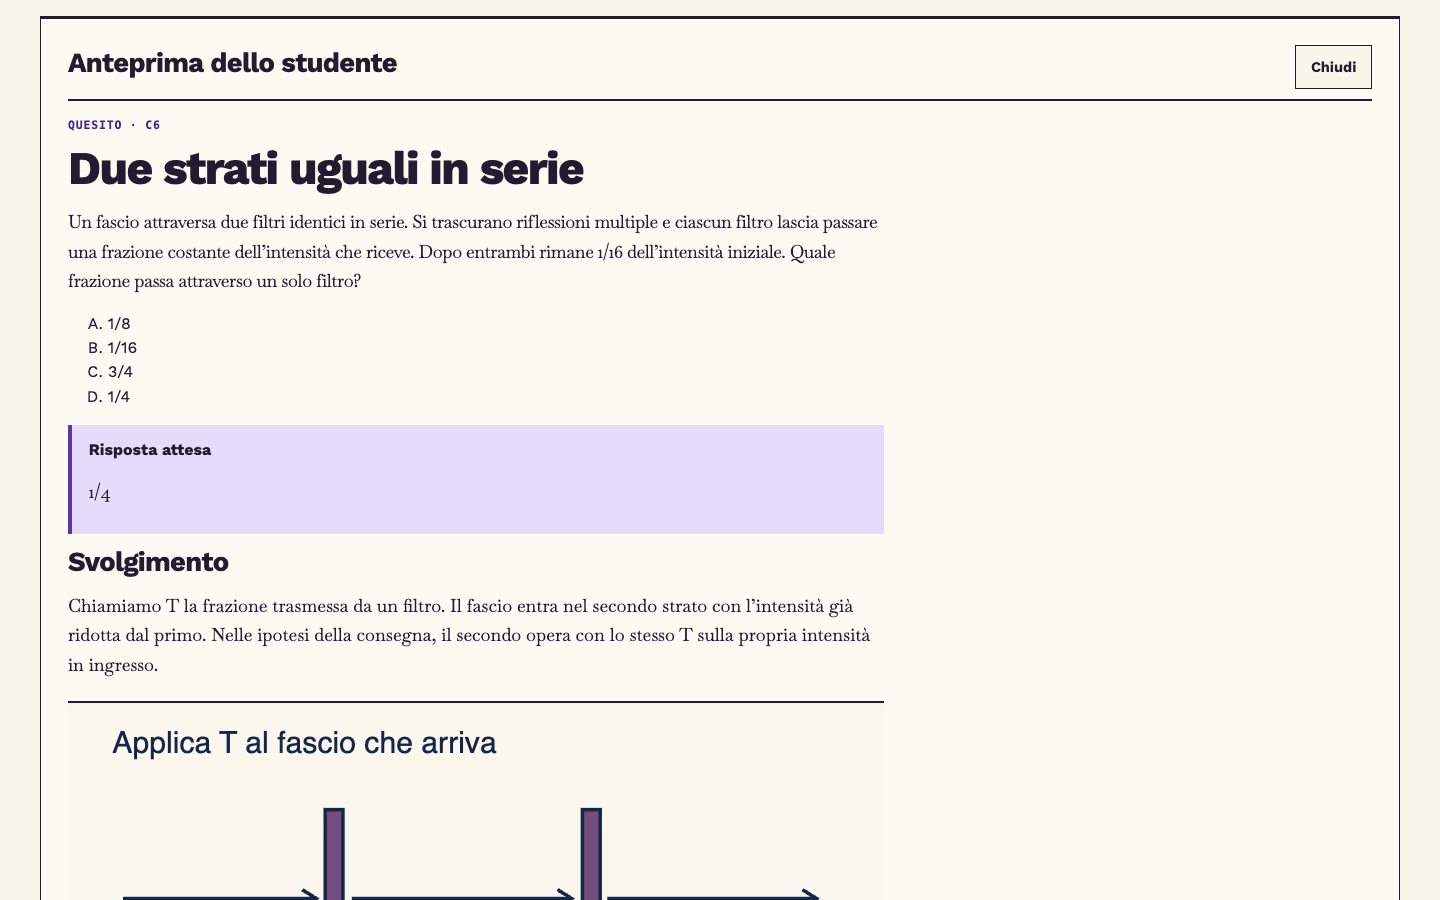 Anteprima dello studente
Chiudi
QUESITO · C6
Due strati uguali in serie
Un fascio attraversa due filtri identici in serie. Si trascurano riflessioni multiple e ciascun filtro lascia passare
una frazione costante dell’intensità che riceve. Dopo entrambi rimane 1/16 dell’intensità iniziale. Quale
frazione passa attraverso un solo filtro?
A. 1/8
B. 1/16
C. 3/4
D. 1/4
Risposta attesa
1/4
Svolgimento
Chiamiamo T la frazione trasmessa da un filtro. Il fascio entra nel secondo strato con l’intensità già
ridotta dal primo. Nelle ipotesi della consegna, il secondo opera con lo stesso T sulla propria intensità
in ingresso.
Applica T al fascio che arriva